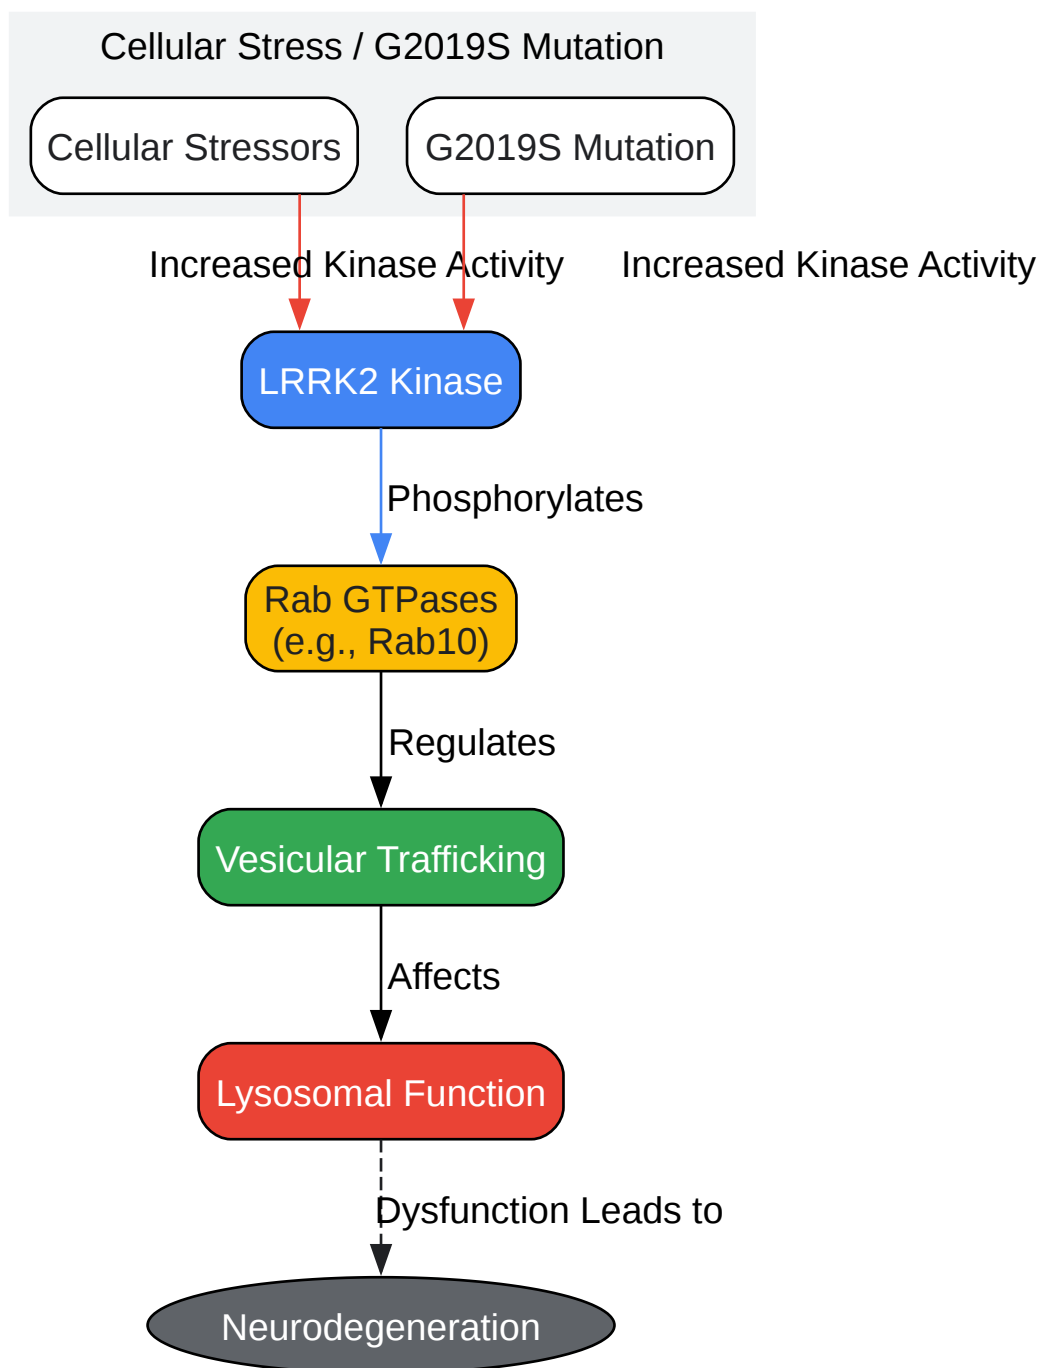 Cellular Stress / G2019S Mutation
Cellular Stressors
G2019S Mutation
Increased Kinase Activity
Increased Kinase Activity
LRRK2 Kinase
Phosphorylates
Rab GTPases
(e.g., Rab10)
Regulates
Vesicular Trafficking
Affects
Lysosomal Function
Dysfunction Leads to
Neurodegeneration